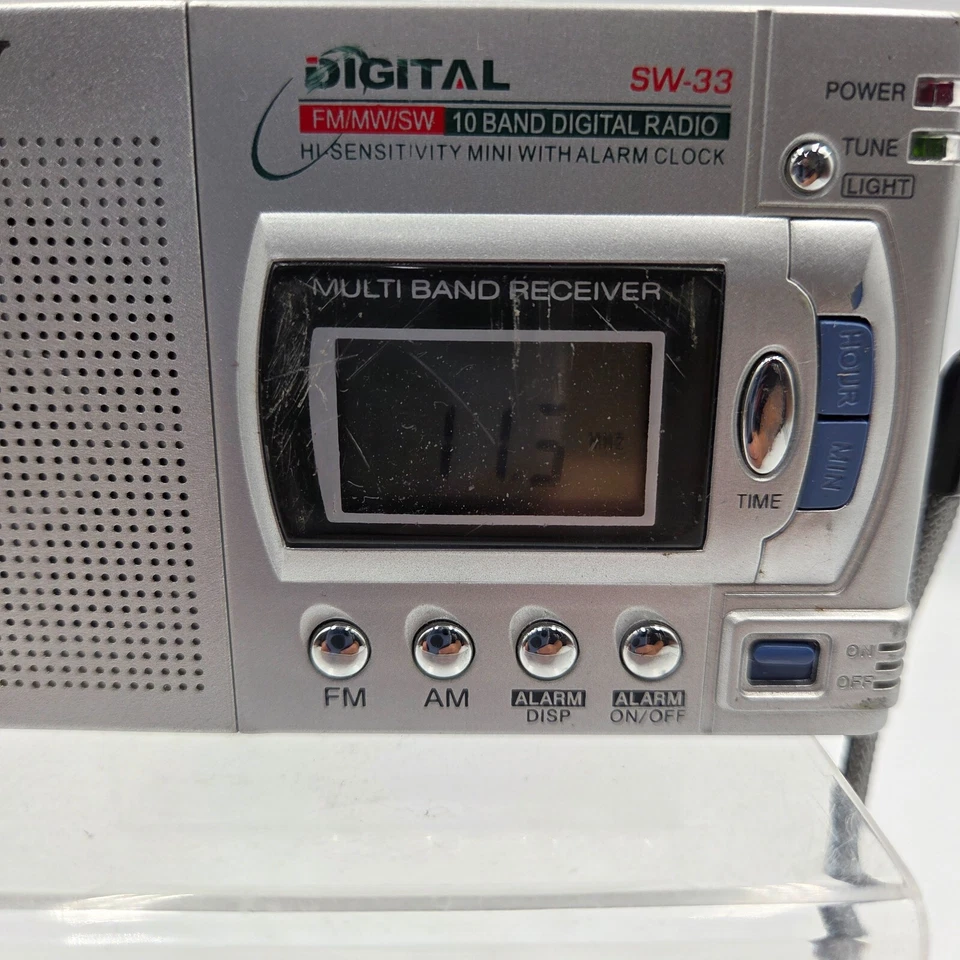 DIGITAL
SW-33
FM/MW/SW 10 BAND DIGITAL RADIO
HI-SENSITIVITY MINI WITH ALARM CLOCK
POWER
TUNE
LIGHT
MULTI BAND RECEIVER
115
HOUR
MIN
TIME
FM
AM
ALARM
DISP
ALARM
ON/OFF
ON
OFF